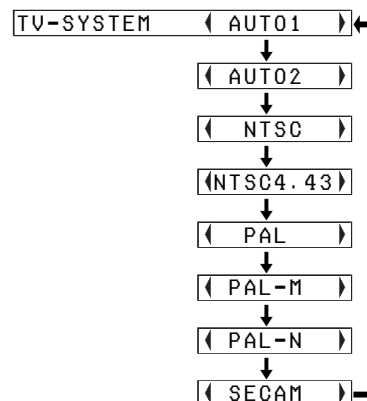 TV-SYSTEM AUTO1
AUTO2
NTSC
NTSC4.43
PAL
PAL-M
PAL-N
SECAM